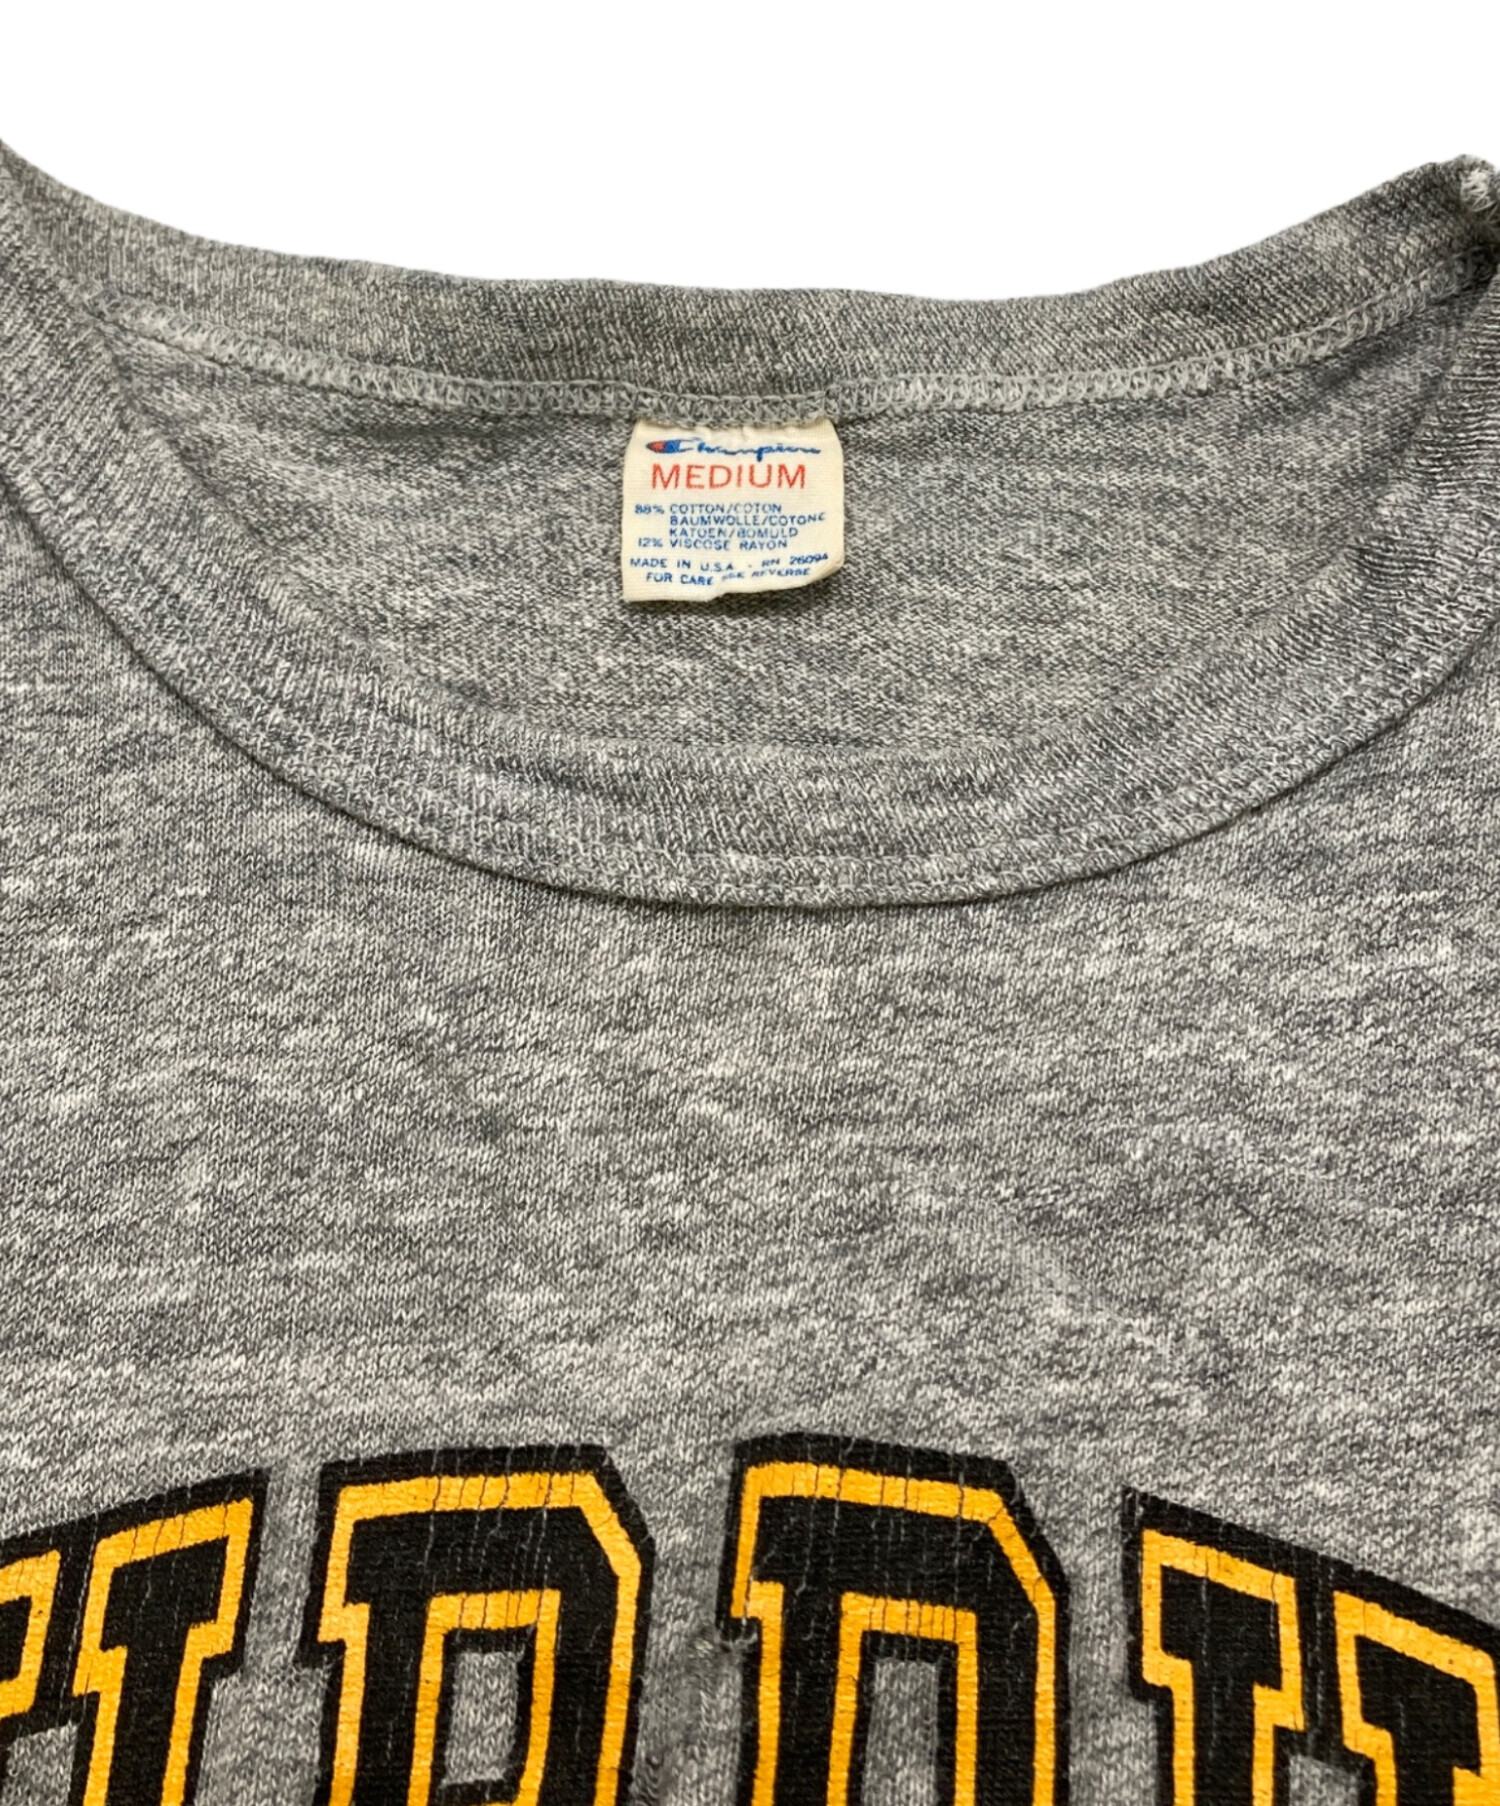 Champion
MEDIUM
88% COTTON/COTON
BAUMWOLLE/COTONE
KATOEN/BOMULD
12% VISCOSE RAYON
MADE IN U.S.A. - RN 26094
FOR CARE SEE REVERSE